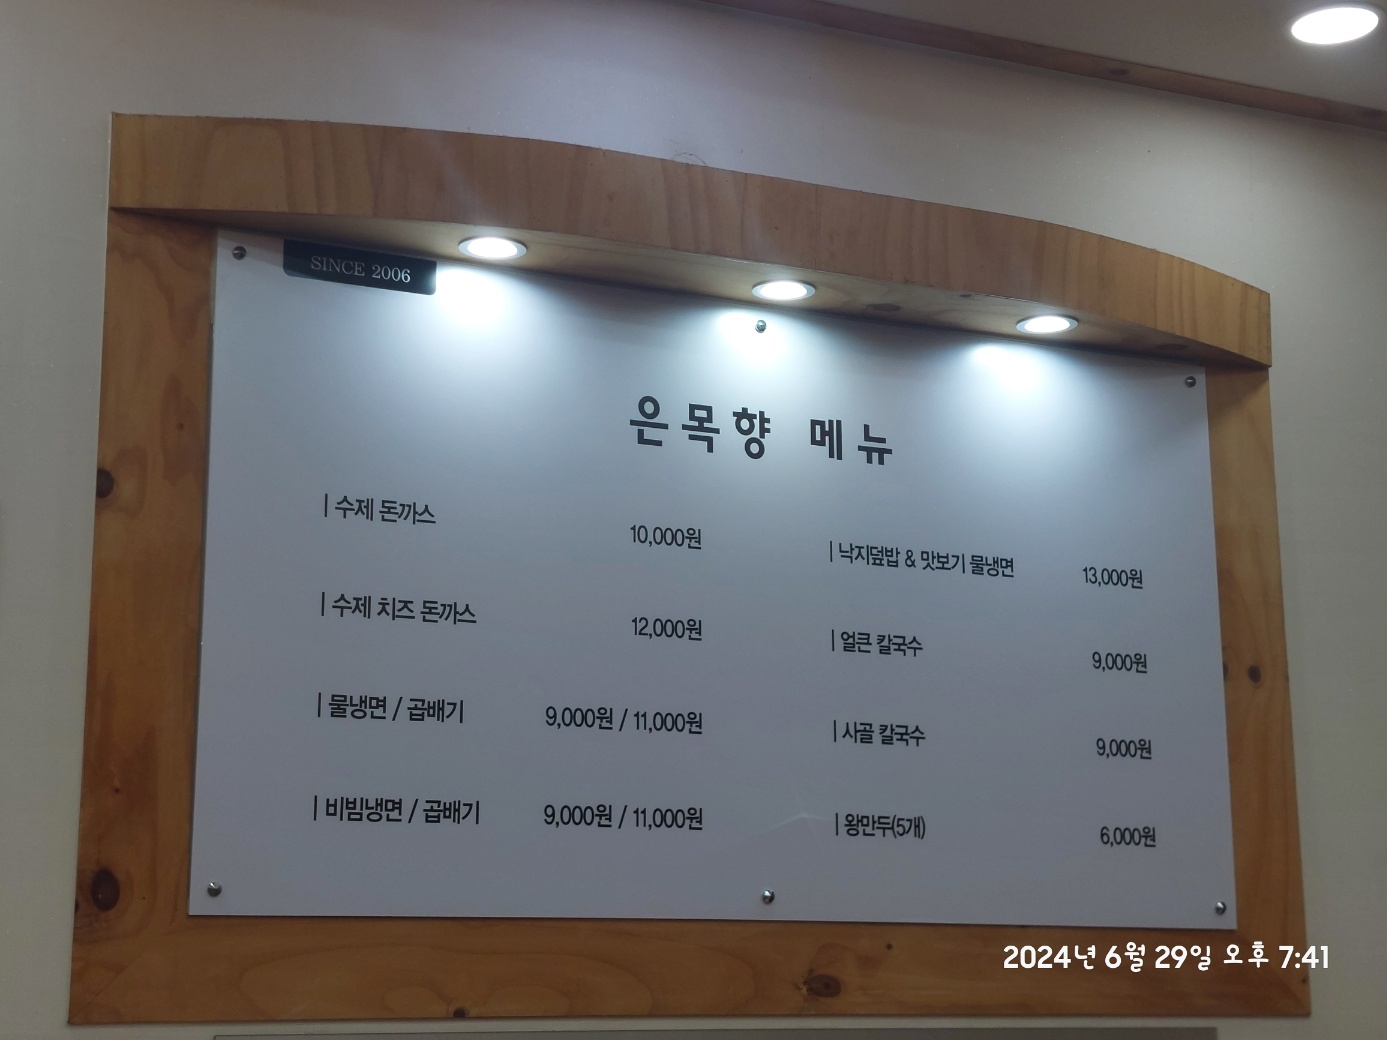 SINCE 2006
은목향 메뉴
| 수제 돈까스 10,000원
| 수제 치즈 돈까스 12,000원
| 물냉면 / 곱배기 9,000원 / 11,000원
| 비빔냉면 / 곱배기 9,000원 / 11,000원
| 낙지덮밥 & 맛보기 물냉면 13,000원
| 얼큰 칼국수 9,000원
| 사골 칼국수 9,000원
| 왕만두(5개) 6,000원
2024년 6월 29일 오후 7:41